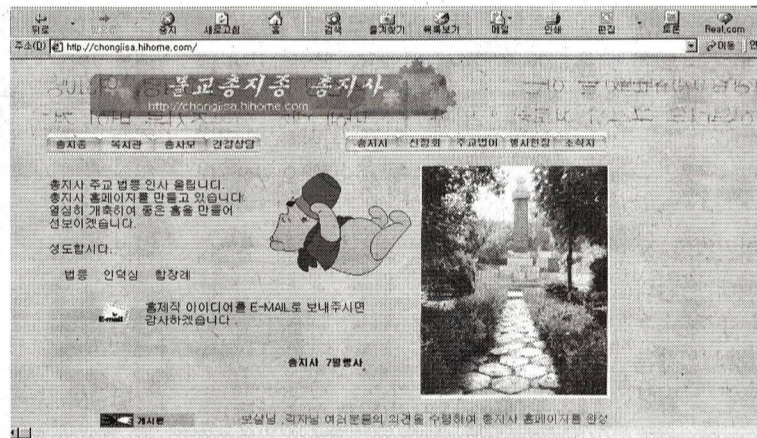 뒤로 중지 새로고침 홈 검색 즐겨찾기 목록보기 메일 인쇄 편집 토론 Real.com
주소(D) http://chongjisa.hihome.com/ 이동
불교총지종 총지사
http://chongjisa.hihome.com
총지종 복지관 총사모 건강상담 총지사 신정회 주교법어 행사현장 소식지
총지사 주교 법릉 인사 올립니다.
총지사 홈페이지를 만들고 있습니다.
열심히 개축하여 좋은 홈을 만들어
선보이겠습니다.
성도합시다.
법릉 인덕심 합장례
E-mail
홈제작 아이디어를 E-MAIL로 보내주시면
감사하겠습니다.
총지사 7월행사
게시판 보살님, 각자님 여러분들의 의견을 수렴하여 총지사 홈페이지를 완성